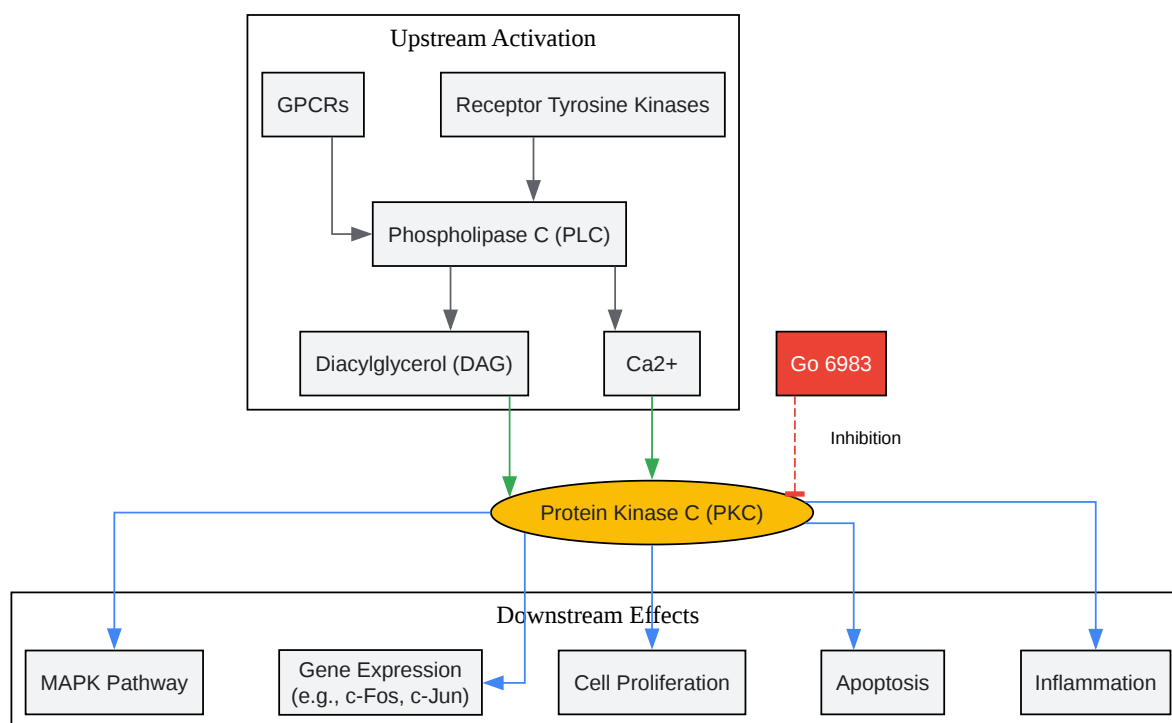 Upstream Activation
GPCRs
Receptor Tyrosine Kinases
Phospholipase C (PLC)
Diacylglycerol (DAG)
Ca2+
Go 6983
Inhibition
Protein Kinase C (PKC)
Downstream Effects
MAPK Pathway
Gene Expression
(e.g., c-Fos, c-Jun)
Cell Proliferation
Apoptosis
Inflammation